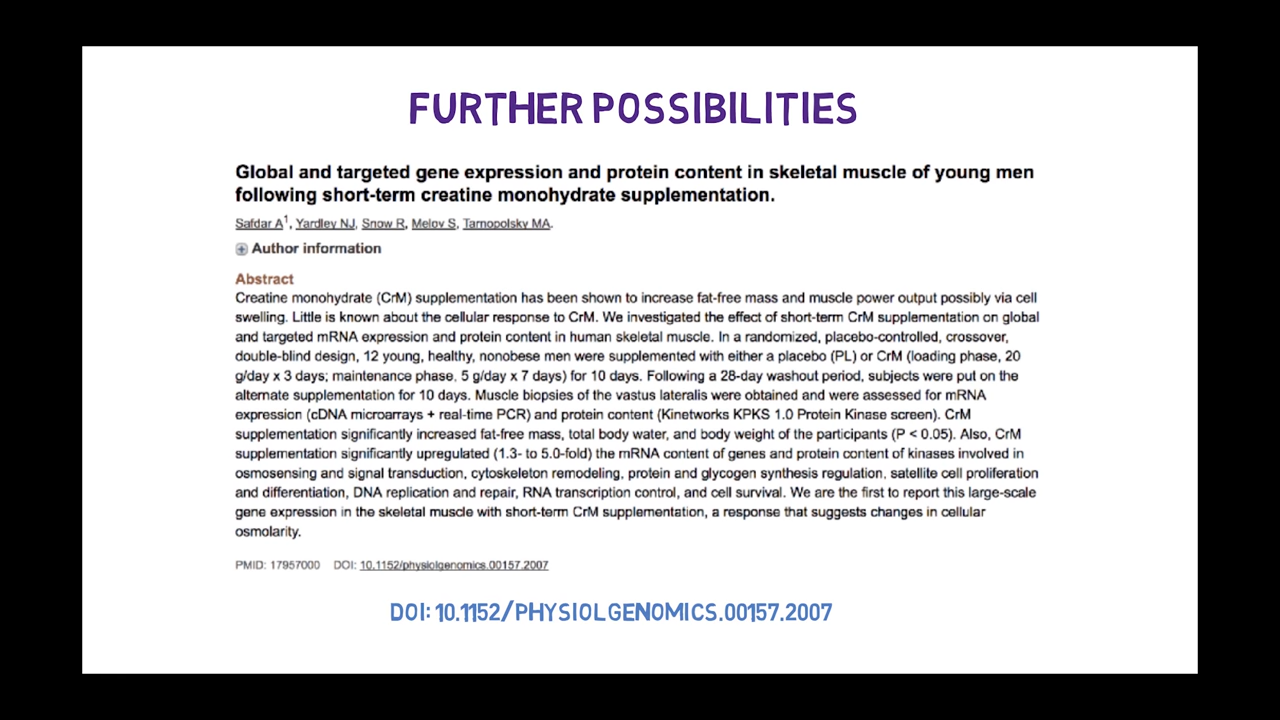 FURTHER POSSIBILITIES
Global and targeted gene expression and protein content in skeletal muscle of young men
following short-term creatine monohydrate supplementation.
Safdar A1, Yardley NJ, Snow R, Melov S, Tarnopolsky MA.
Author information
Abstract
Creatine monohydrate (CrM) supplementation has been shown to increase fat-free mass and muscle power output possibly via cell
swelling. Little is known about the cellular response to CrM. We investigated the effect of short-term CrM supplementation on global
and targeted mRNA expression and protein content in human skeletal muscle. In a randomized, placebo-controlled, crossover,
double-blind design, 12 young, healthy, nonobese men were supplemented with either a placebo (PL) or CrM (loading phase, 20
g/day x 3 days; maintenance phase, 5 g/day x 7 days) for 10 days. Following a 28-day washout period, subjects were put on the
alternate supplementation for 10 days. Muscle biopsies of the vastus lateralis were obtained and were assessed for mRNA
expression (cDNA microarrays + real-time PCR) and protein content (Kinetworks KPKS 1.0 Protein Kinase screen). CrM
supplementation significantly increased fat-free mass, total body water, and body weight of the participants (P < 0.05). Also, CrM
supplementation significantly upregulated (1.3- to 5.0-fold) the mRNA content of genes and protein content of kinases involved in
osmosensing and signal transduction, cytoskeleton remodeling, protein and glycogen synthesis regulation, satellite cell proliferation
and differentiation, DNA replication and repair, RNA transcription control, and cell survival. We are the first to report this large-scale
gene expression in the skeletal muscle with short-term CrM supplementation, a response that suggests changes in cellular
osmolarity.
PMID: 17957000 DOI: 10.1152/physiolgenomics.00157.2007
DOI: 10.1152/PHYSIOLGENOMICS.00157.2007